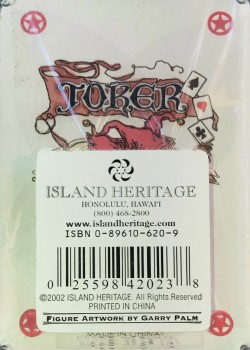 JOKER
ISLAND HERITAGE
HONOLULU, HAWAI'I
(800) 468-2800
www.islandheritage.com
ISBN 0-89610-620-9
0 25598 42023 8
©2002 ISLAND HERITAGE. All Rights Reserved
PRINTED IN CHINA
FIGURE ARTWORK BY GARRY PALM
MADE IN CHINA